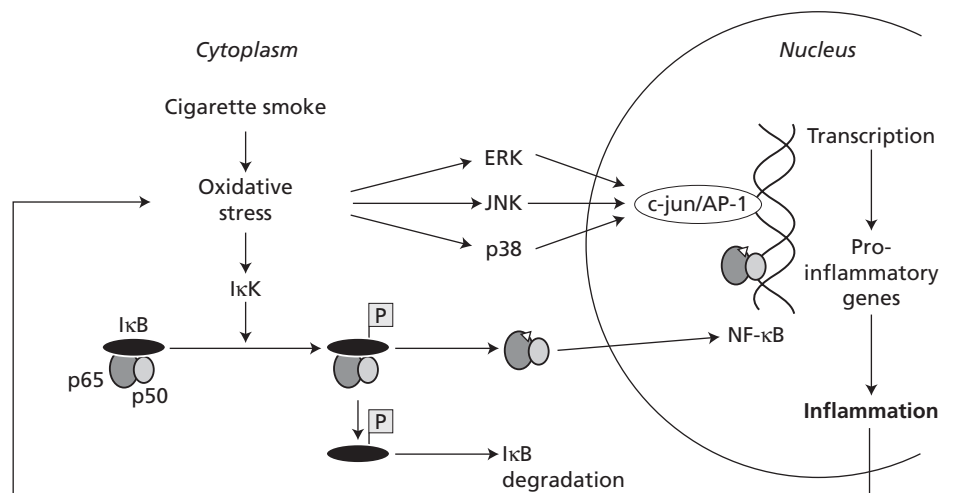 Cytoplasm
Nucleus
Cigarette smoke
Oxidative
stress
ERK
JNK
p38
c-jun/AP-1
Transcription
Pro-
inflammatory
genes
IκK
IκB
p65
p50
P
NF-κB
Inflammation
P
IκB
degradation